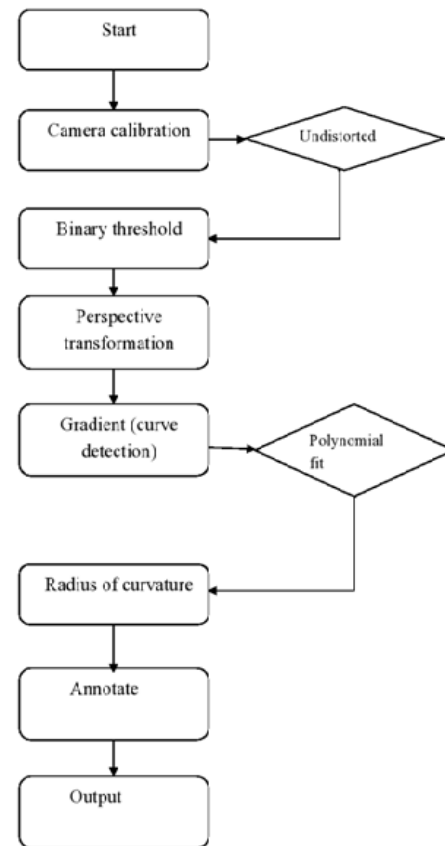 Start
Camera calibration
Undistorted
Binary threshold
Perspective
transformation
Gradient (curve
detection)
Polynomial
fit
Radius of curvature
Annotate
Output